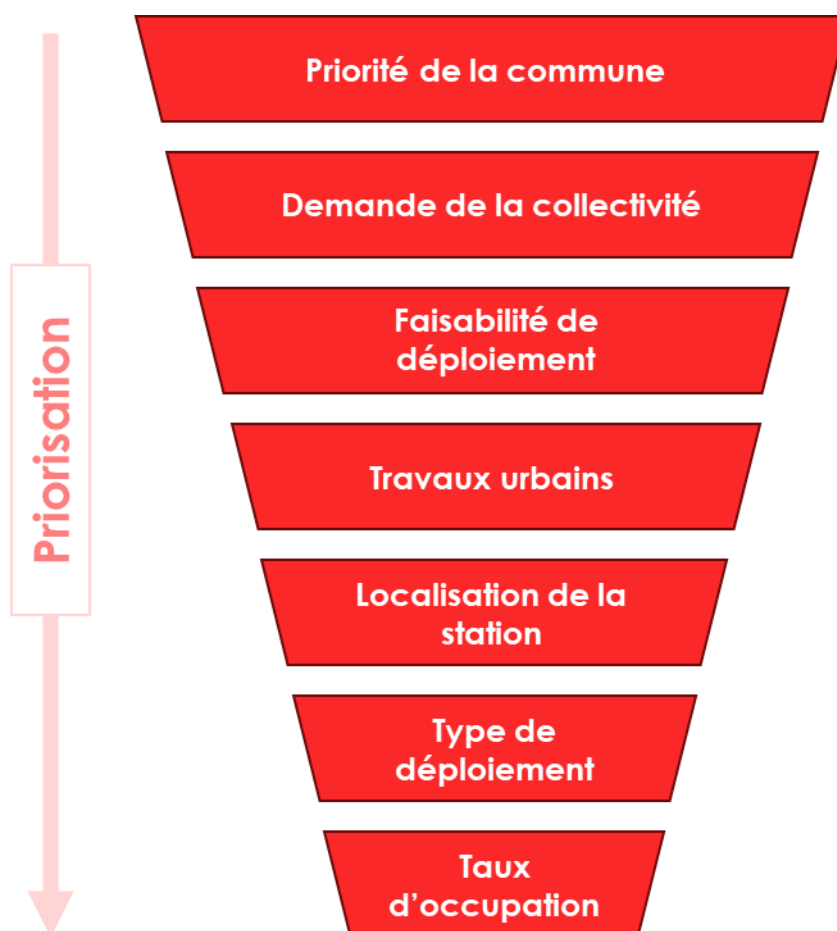 Priorité de la commune
Demande de la collectivité
Faisabilité de
déploiement
Travaux urbains
Localisation de la
station
Type de
déploiement
Taux
d'occupation
Priorisation